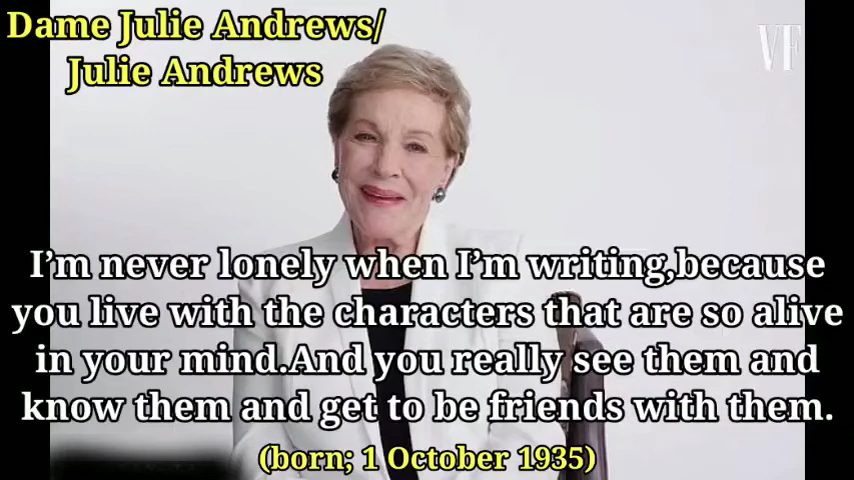 Dame Julie Andrews/
Julie Andrews
VF
I’m never lonely when I’m writing,because
you live with the characters that are so alive
in your mind.And you really see them and
know them and get to be friends with them.
(born; 1 October 1935)